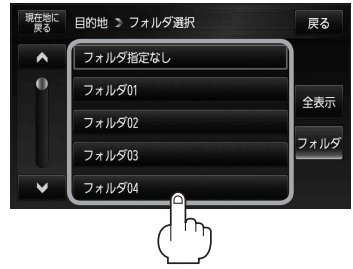 現在地に
戻る
目的地 > フォルダ選択
戻る
フォルダ指定なし
フォルダ01
フォルダ02
フォルダ03
フォルダ04
全表示
フォルダ